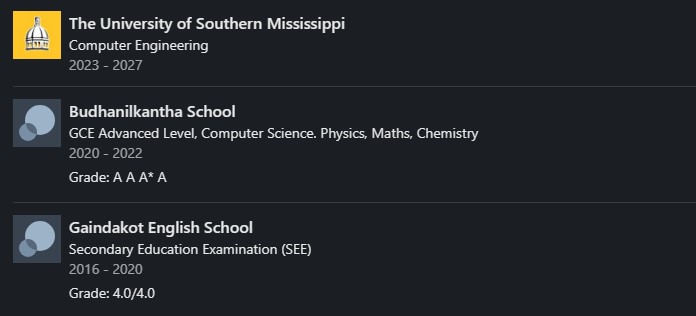 The University of Southern Mississippi
Computer Engineering
2023 - 2027
Budhanilkantha School
GCE Advanced Level, Computer Science. Physics, Maths, Chemistry
2020 - 2022
Grade: A A A* A
Gaindakot English School
Secondary Education Examination (SEE)
2016 - 2020
Grade: 4.0/4.0